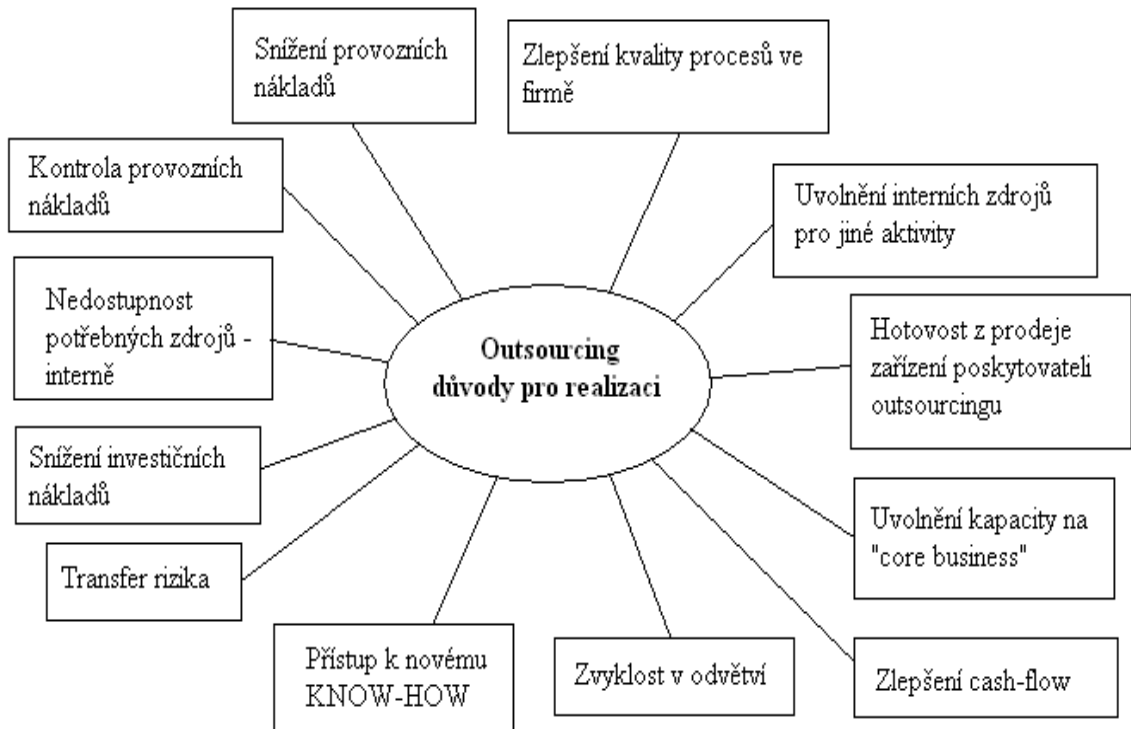 Snížení provozních
nákladů
Zlepšení kvality procesů ve
firmě
Kontrola provozních
nákladů
Uvolnění interních zdrojů
pro jiné aktivity
Nedostupnost
potřebných zdrojů -
interně
Hotovost z prodeje
zařízení poskytovateli
outsourcingu
Outsourcing
důvody pro realizaci
Snížení investičních
nákladů
Uvolnění kapacity na
"core business"
Transfer rizika
Přístup k novému
KNOW-HOW
Zvyklost v odvětví
Zlepšení cash-flow